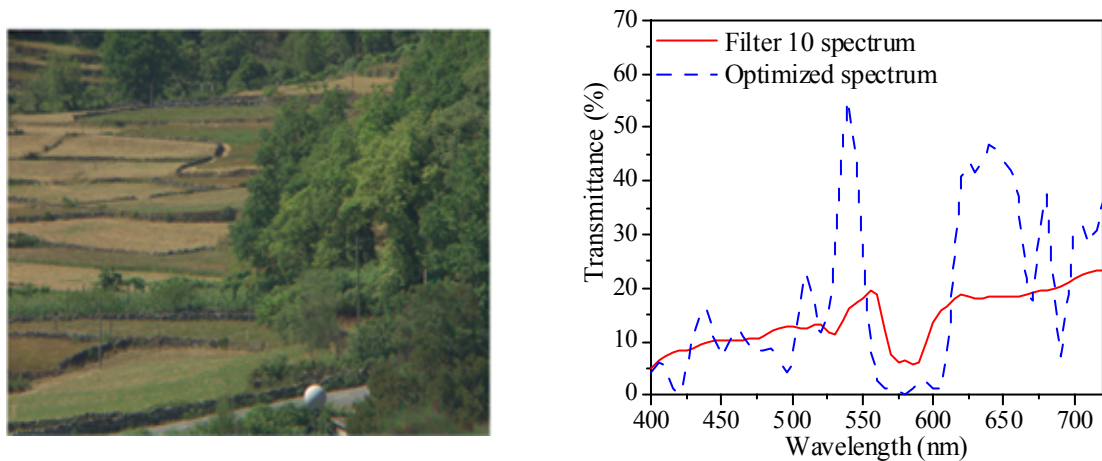 70
60
50
40
30
20
10
0
Transmittance (%)
Filter 10 spectrum
Optimized spectrum
400 450 500 550 600 650 700
Wavelength (nm)